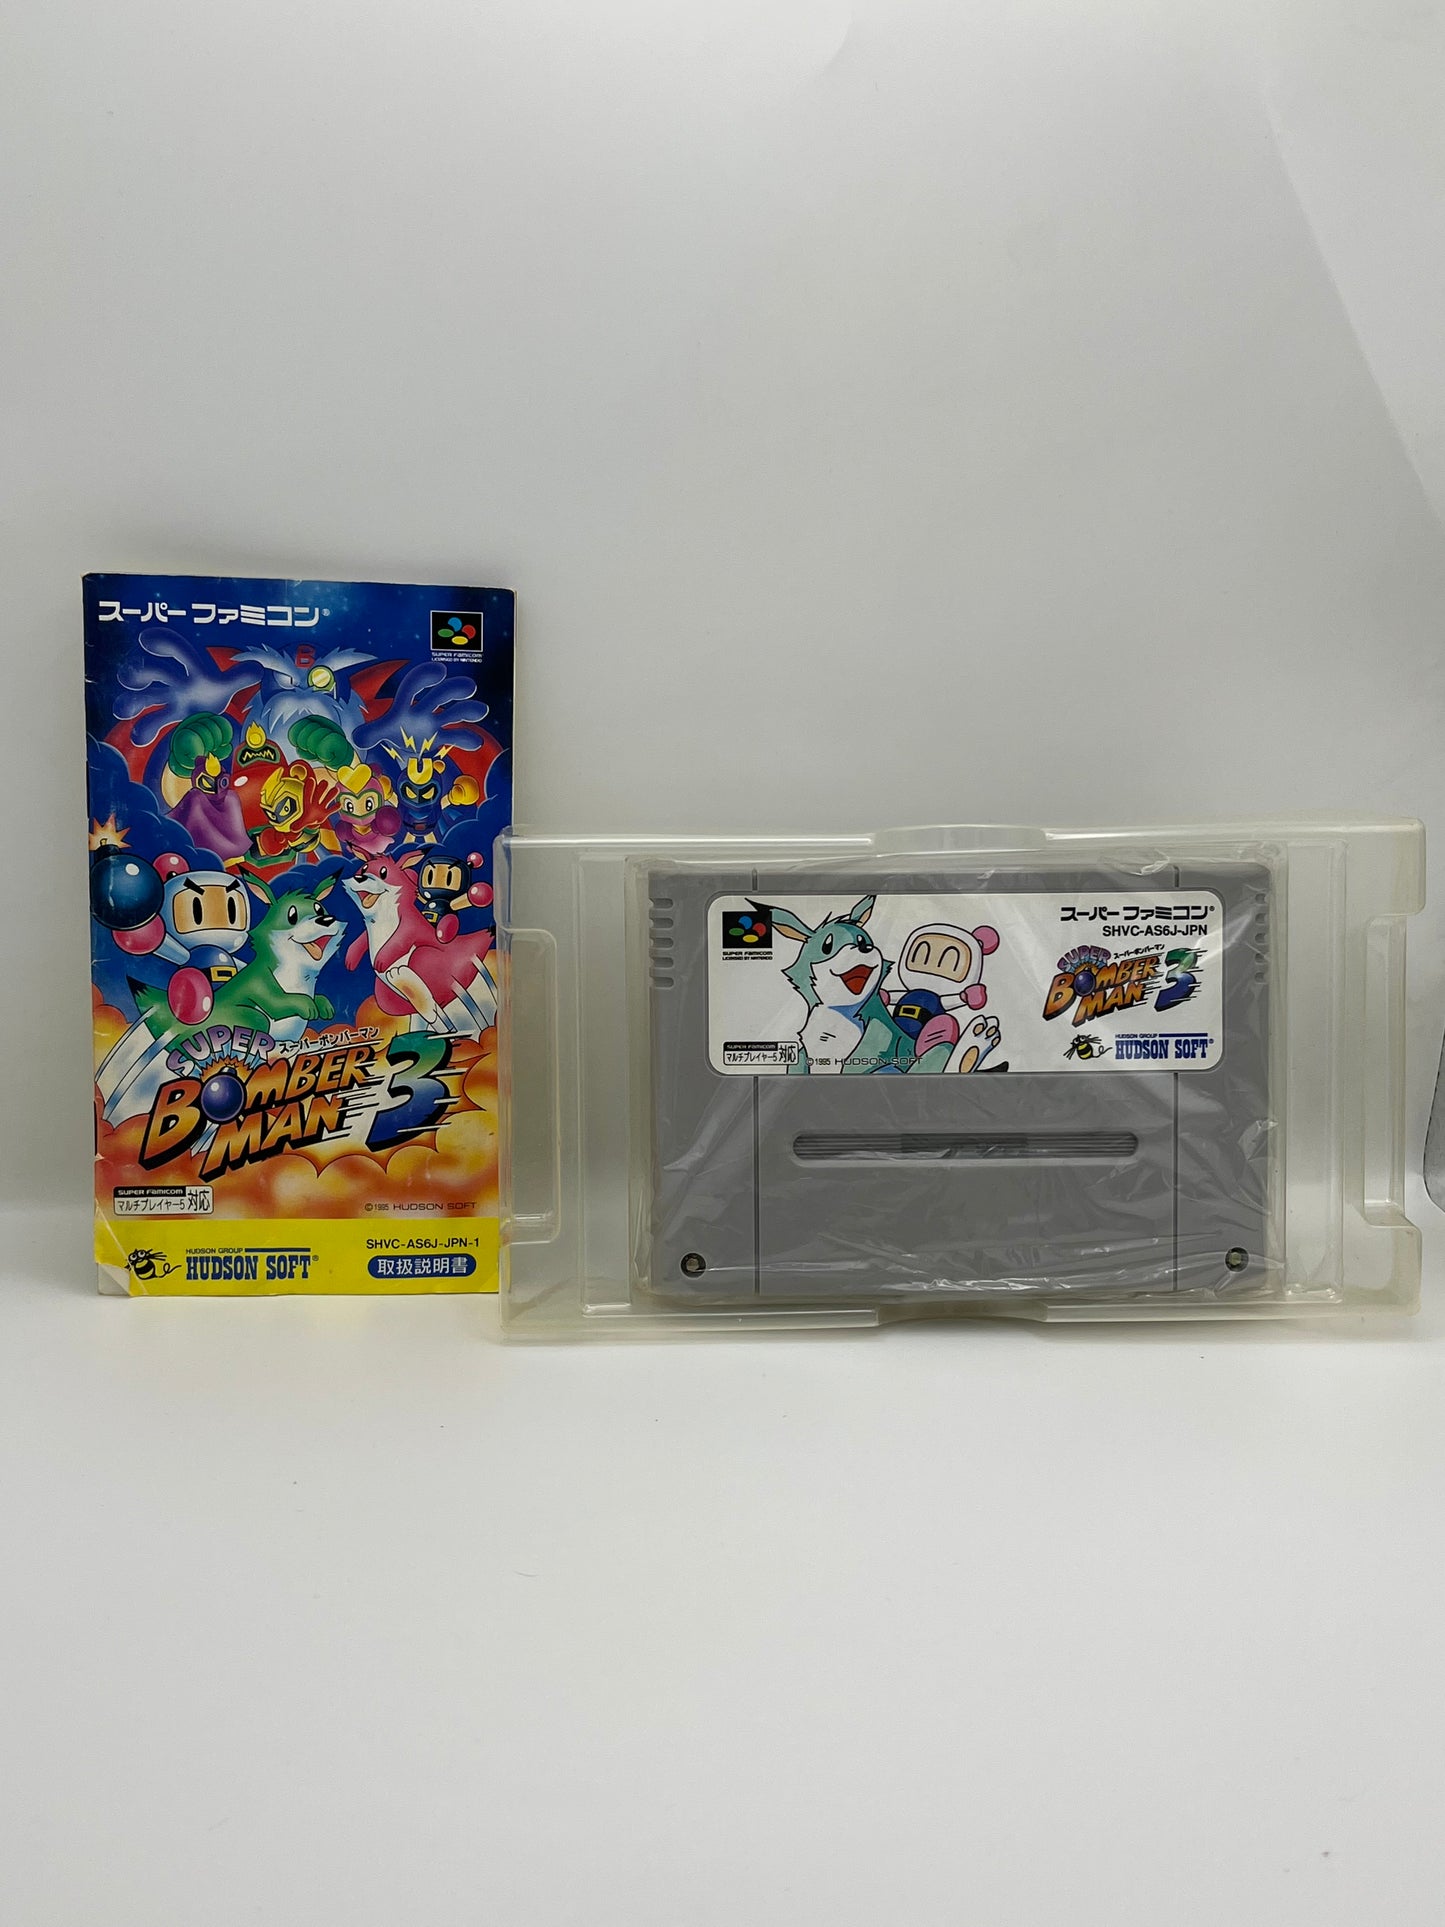 スーパーファミコン®
SUPER FAMICOM
LICENSED BY NINTENDO
B
U
SUPER
スーパーボンバーマン
BOMBER
MAN 3
SUPER FAMICOM
マルチプレイヤー5 対応
©1995 HUDSON SOFT
HUDSON GROUP
HUDSON SOFT®
SHVC-AS6J-JPN-1
取扱説明書
SUPER FAMICOM
LICENSED BY NINTENDO
スーパーファミコン®
SHVC-AS6J-JPN
SUPER
スーパーボンバーマン
BOMBER
MAN 3
SUPER FAMICOM
マルチプレイヤー5 対応
©1995 HUDSON SOFT
HUDSON GROUP
HUDSON SOFT®